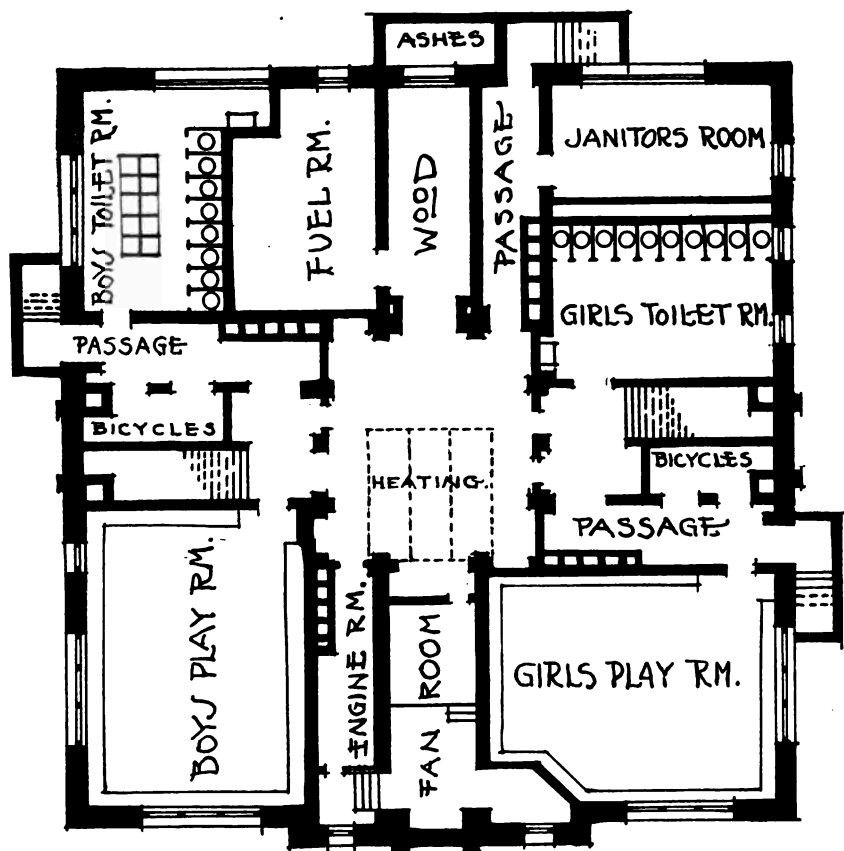 ASHES
BOYS TOILET RM.
FUEL RM.
WOOD
PASSAGE
JANITORS ROOM
GIRLS TOILET RM.
PASSAGE
BICYCLES
HEATING.
BICYCLES
PASSAGE
BOYS PLAY RM.
ENGINE RM.
FAN ROOM
GIRLS PLAY RM.